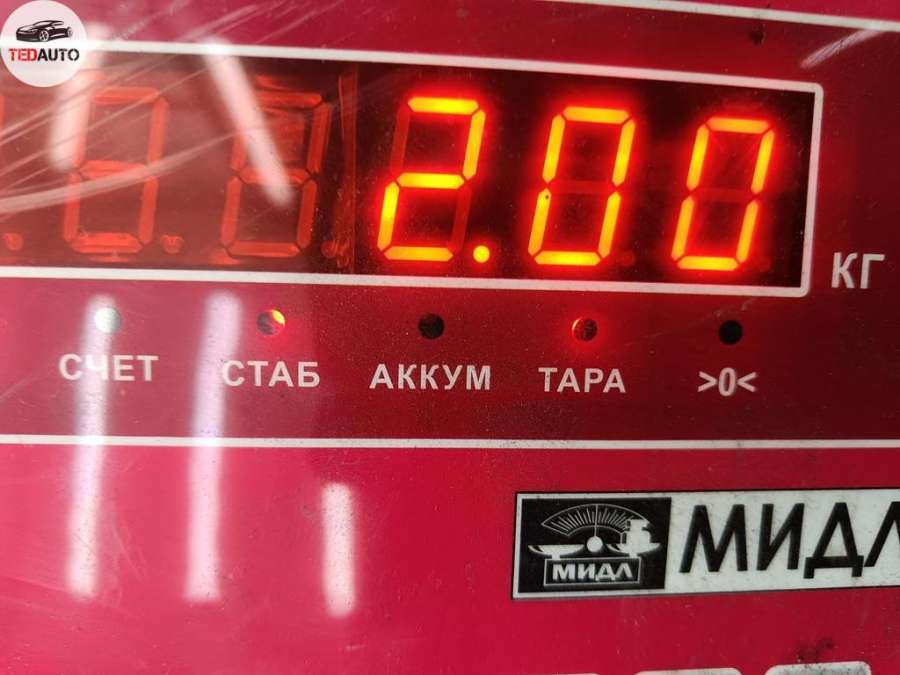 TEDAUTO
2.00
КГ
СЧЕТ СТАБ АККУМ ТАРА >0<
МИДЛ МИДЛ